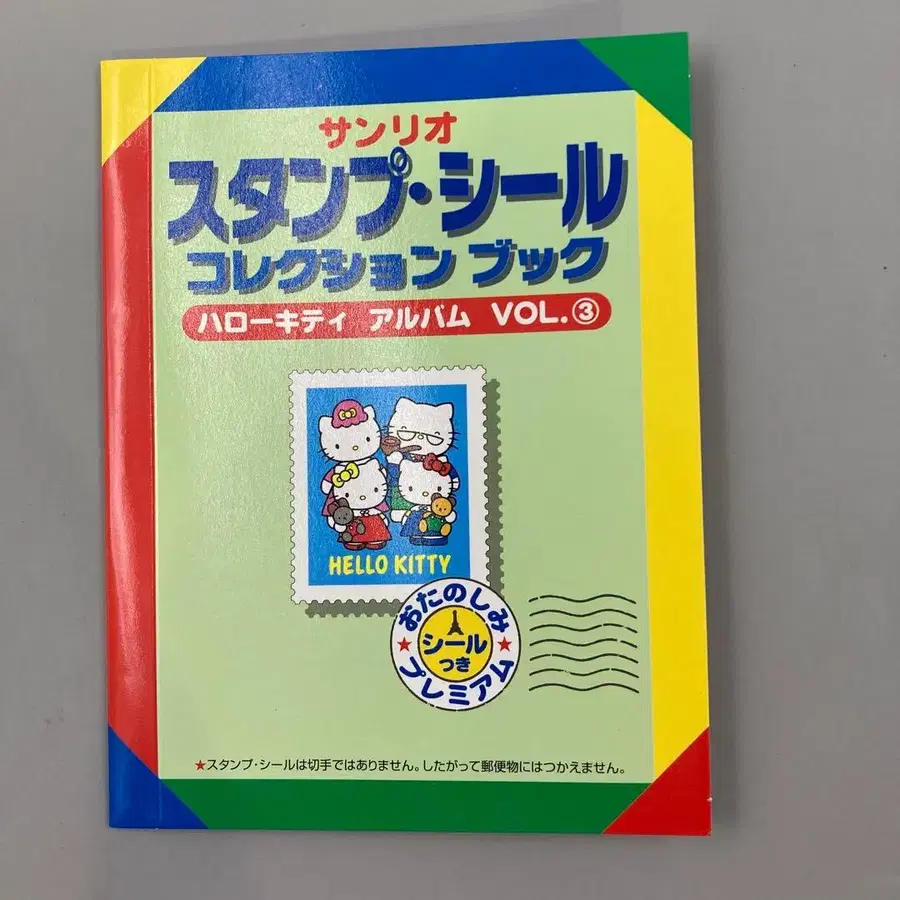 サンリオ
スタンプ・シール
コレクション ブック
ハローキティ アルバム VOL.③
HELLO KITTY
おたのしみ
シール
つき
プレミアム
★スタンプ・シールは切手ではありません。したがって郵便物にはつかえません。